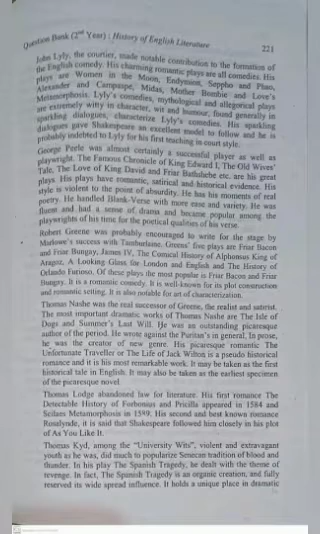 Question Bank (2nd Year) : History of English Literature 221
John Lyly, the courtier, made notable contribution to the formation of
the English comedy. His charming romantic plays are all comedies. His
plays are Women in the Moon, Endymion, Seppho and Phao,
Alexander and Campaspe, Midas, Mother Bombie and Love's
Metamorphosis. Lyly's comedies, mythological and allegorical plays
are extremely witty in character, wit and humour, found generally in
sparkling dialogues, characterize Lyly's comedies. His sparkling
dialogues gave Shakespeare an excellent model to follow and he is
probably indebted to Lyly for his first teaching in court style.
George Peele was almost certainly a successful player as well as
playwright. The Famous Chronicle of King Edward I, The Old Wives'
Tale, The Love of King David and Friar Bathshebe etc. are his great
plays. His plays have romantic, satirical and historical evidence. His
style is violent to the point of absurdity. He has his moments of real
poetry. He handled Blank-Verse with more ease and variety. He was
fluent and had a sense of drama and became popular among the
playwrights of his time for the poetical qualities of his verse.
Robert Greene was probably encouraged to write for the stage by
Marlowe's success with Tamburlaine. Greens' five plays are Friar Bacon
and Friar Bungay, James IV, The Comical History of Alphonsus King of
Aragon, A Looking Glass for London and English and The History of
Orlando Furioso. Of these plays the most popular is Friar Bacon and Friar
Bungry. It is a romantic comedy. It is well-known for its plot construction
and romantic setting. It is also notable for art of characterization.
Thomas Nashe was the real successor of Greene, the realist and satirist.
The most important dramatic works of Thomas Nashe are The Isle of
Dogs and Summer's Last Will. He was an outstanding picaresque
author of the period. He wrote against the Puritan's in general. In prose,
he was the creator of new genre. His picaresque romantic The
Unfortunate Traveller or The Life of Jack Wilton is a pseudo historical
romance and it is his most remarkable work. It may be taken as the first
historical tale in English. It may also be taken as the earliest specimen
of the picaresque novel.
Thomas Lodge abandoned law for literature. His first romance The
Detectable History of Forbonius and Pricilla appeared in 1584 and
Scilaes Metamorphosis in 1589. His second and best known romance
Rosalynde, it is said that Shakespeare followed him closely in his plot
of As You Like It.
Thomas Kyd, among the "University Wits", violent and extravagant
youth as he was, did much to popularize Senecan tradition of blood and
thunder. In his play The Spanish Tragedy, he dealt with the theme of
revenge. In fact, The Spanish Tragedy is an organic creation, and fully
reserved its wide spread influence. It holds a unique place in dramatic